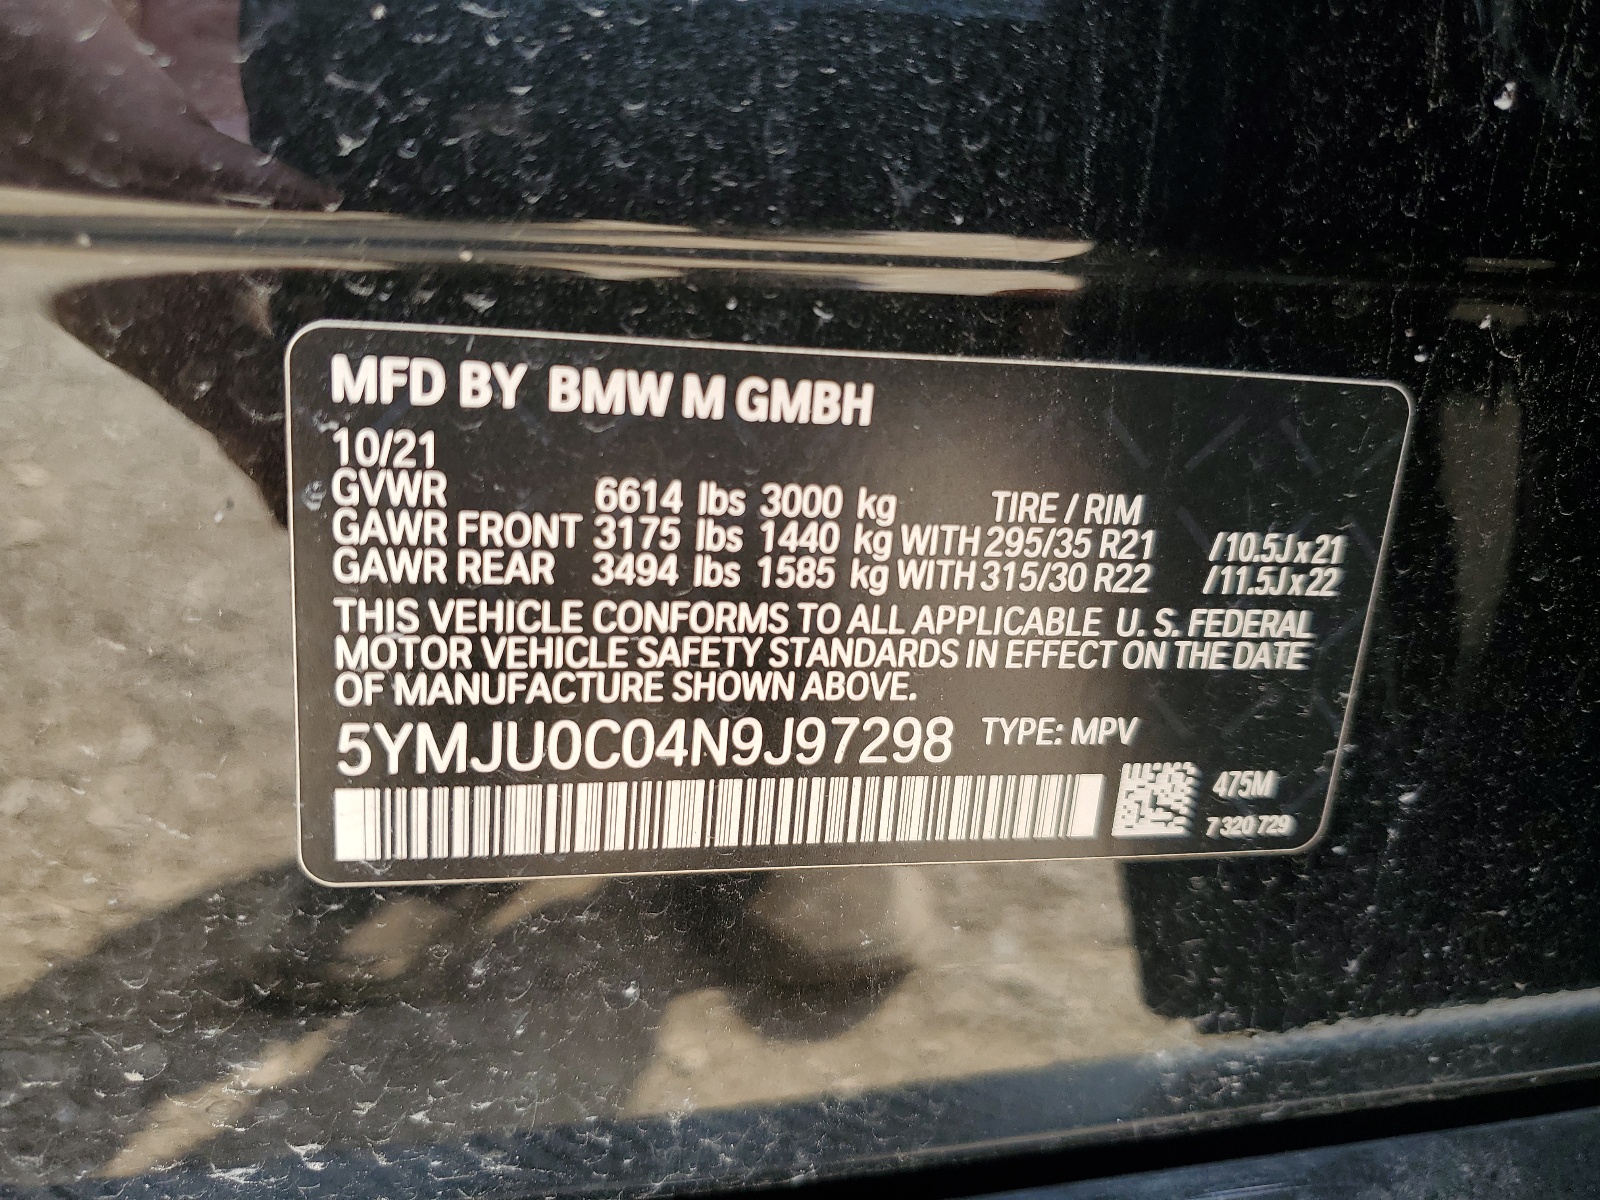 MFD BY BMW M GMBH
10/21
GVWR 6614 lbs 3000 kg TIRE / RIM
GAWR FRONT 3175 lbs 1440 kg WITH 295/35 R21 /10.5Jx21
GAWR REAR 3494 lbs 1585 kg WITH 315/30 R22 /11.5Jx22
THIS VEHICLE CONFORMS TO ALL APPLICABLE U. S. FEDERAL
MOTOR VEHICLE SAFETY STANDARDS IN EFFECT ON THE DATE
OF MANUFACTURE SHOWN ABOVE.
5YMJU0C04N9J97298 TYPE: MPV
475M
7 320 729